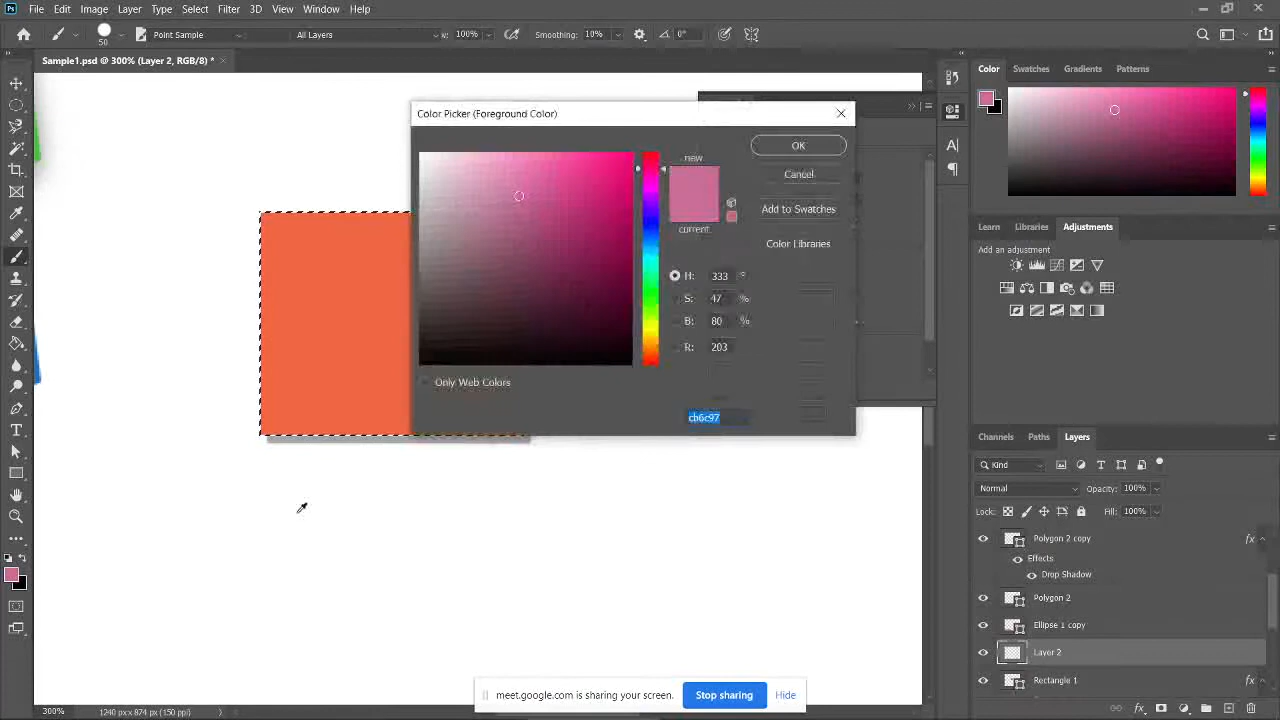 Ps File Edit Image Layer Type Select Filter 3D View Window Help
50 Point Sample All Layers 100% Smoothing: 10% 0°
Sample1.psd @ 300% (Layer 2, RGB/8) *
Color Swatches Gradients Patterns
Color Picker (Foreground Color)
new
current
OK
Cancel
Add to Swatches
Color Libraries
H: 333 °
S: 47 %
B: 80 %
R: 203
Only Web Colors
cb6c97
Learn Libraries Adjustments
Add an adjustment
Channels Paths Layers
Kind
Normal Opacity: 100%
Lock: Fill: 100%
Polygon 2 copy fx
Effects
Drop Shadow
Polygon 2
Ellipse 1 copy
Layer 2
Rectangle 1
meet.google.com is sharing your screen. Stop sharing Hide
300% 1240 px x 874 px (150 ppi)